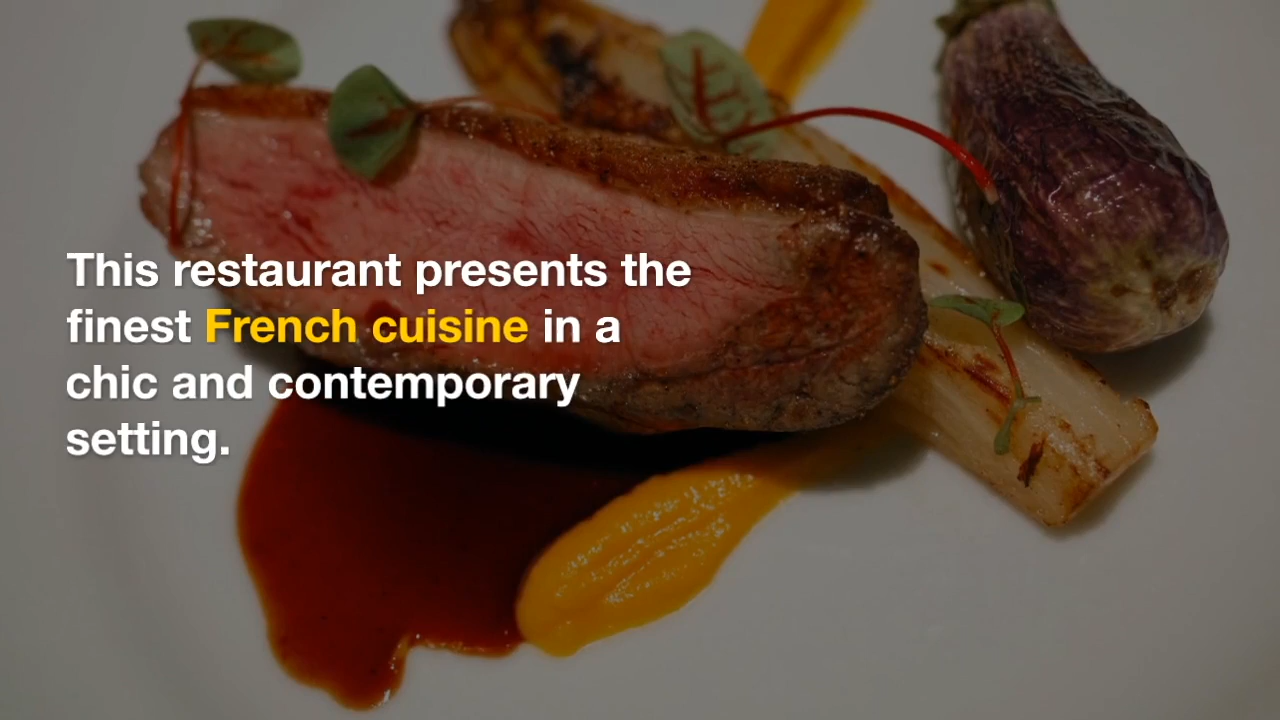 This restaurant presents the
finest French cuisine in a
chic and contemporary
setting.